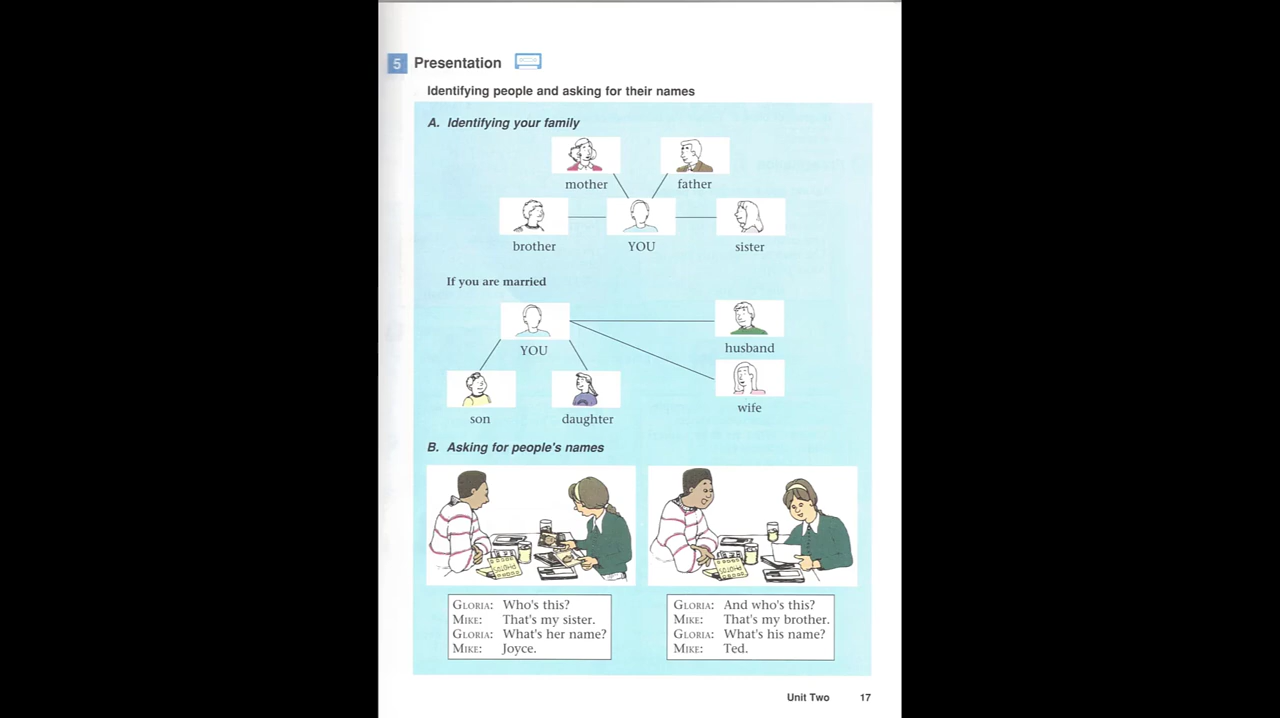 5 Presentation
Identifying people and asking for their names
A. Identifying your family
mother father
brother YOU sister
If you are married
YOU husband
wife
son daughter
B. Asking for people's names
GLORIA: Who's this?
MIKE: That's my sister.
GLORIA: What's her name?
MIKE: Joyce.
GLORIA: And who's this?
MIKE: That's my brother.
GLORIA: What's his name?
MIKE: Ted.
Unit Two 17